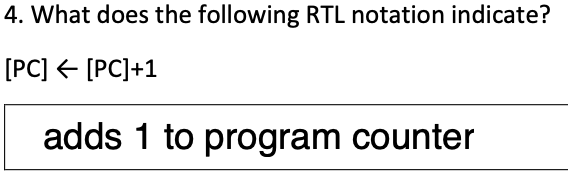 4. What does the following RTL notation indicate?
[PC] ← [PC]+1
adds 1 to program counter